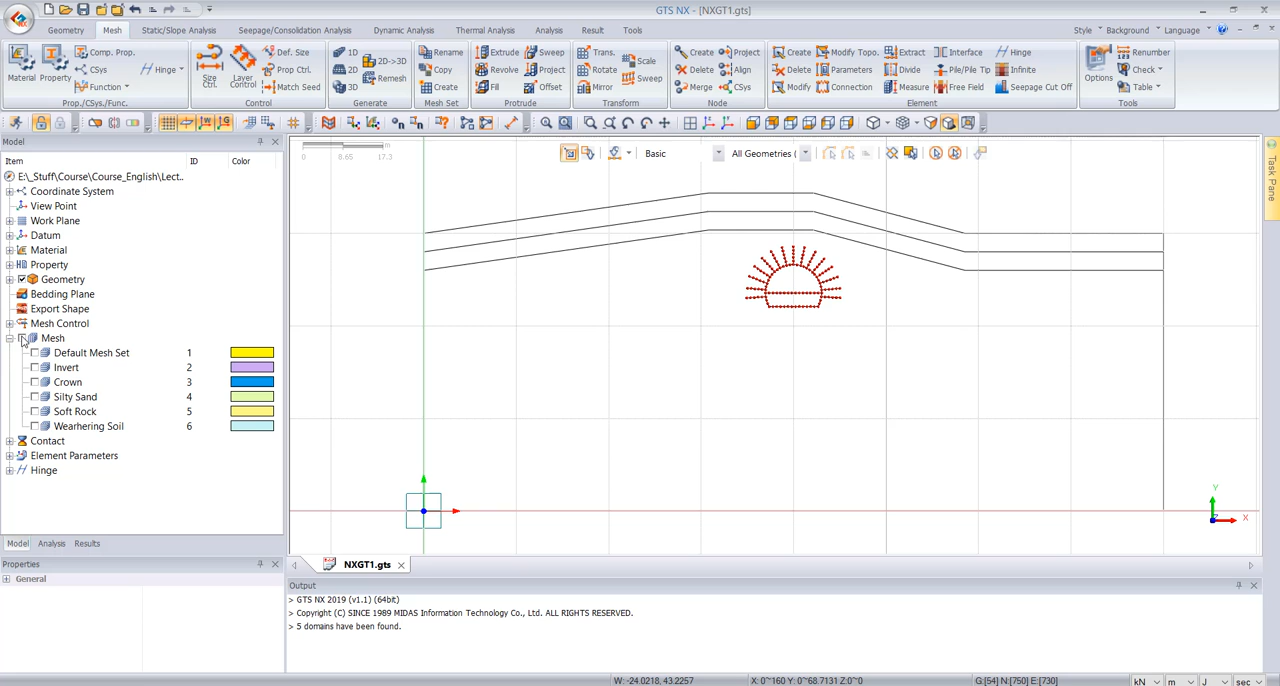 GTS NX - [NXGT1.gts]
Geometry Mesh Static/Slope Analysis Seepage/Consolidation Analysis Dynamic Analysis Thermal Analysis Analysis Result Tools Style Background Language
Material Property Comp. Prop. CSys Function Hinge Prop./CSys./Func.
Size Ctrl. Layer Control Def. Size Prop Ctrl. Match Seed Control
1D 2D 3D 2D->3D Remesh Generate
Rename Copy Create Mesh Set
Extrude Revolve Fill Sweep Project Offset Protrude
Trans. Rotate Mirror Scale Sweep Transform
Create Delete Merge Project Align CSys Node
Create Delete Modify Modify Topo. Parameters Connection Extract Divide Measure Interface Pile/Pile Tip Free Field Hinge Infinite Seepage Cut Off Element
Options Renumber Check Table Tools
Model
Item ID Color
E:\_Stuff\Course\Course_English\Lect..
Coordinate System
View Point
Work Plane
Datum
Material
Property
Geometry
Bedding Plane
Export Shape
Mesh Control
Mesh
Default Mesh Set 1
Invert 2
Crown 3
Silty Sand 4
Soft Rock 5
Wearhering Soil 6
Contact
Element Parameters
Hinge
Model Analysis Results
Properties
General
0 8.65 17.3 m
Basic All Geometries (
W G
Y
X
Task Pane
NXGT1.gts
Output
> GTS NX 2019 (v1.1) (64bit)
> Copyright (C) SINCE 1989 MIDAS Information Technology Co., Ltd. ALL RIGHTS RESERVED.
> 5 domains have been found.
W: -24.0218, 43.2257 X: 0~160 Y: 0~68.7131 Z:0~0 G:[54] N:[750] E:[730] kN m J sec